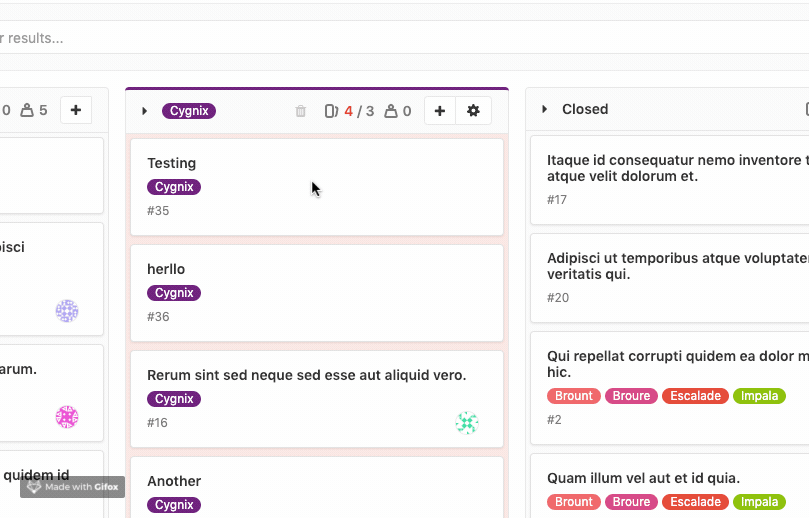 r results...
0 5
isci
arum.
quidem id
Made with Gifox
Cygnix 4 / 3 0
Testing
Cygnix
#35
herllo
Cygnix
#36
Rerum sint sed neque sed esse aut aliquid vero.
Cygnix
#16
Another
Cygnix
Closed
Itaque id consequatur nemo inventore t
atque velit dolorum et.
#17
Adipisci ut temporibus atque voluptate
veritatis qui.
#20
Qui repellat corrupti quidem ea dolor m
hic.
Brount Broure Escalade Impala
#2
Quam illum vel aut et id quia.
Brount Broure Escalade Impala